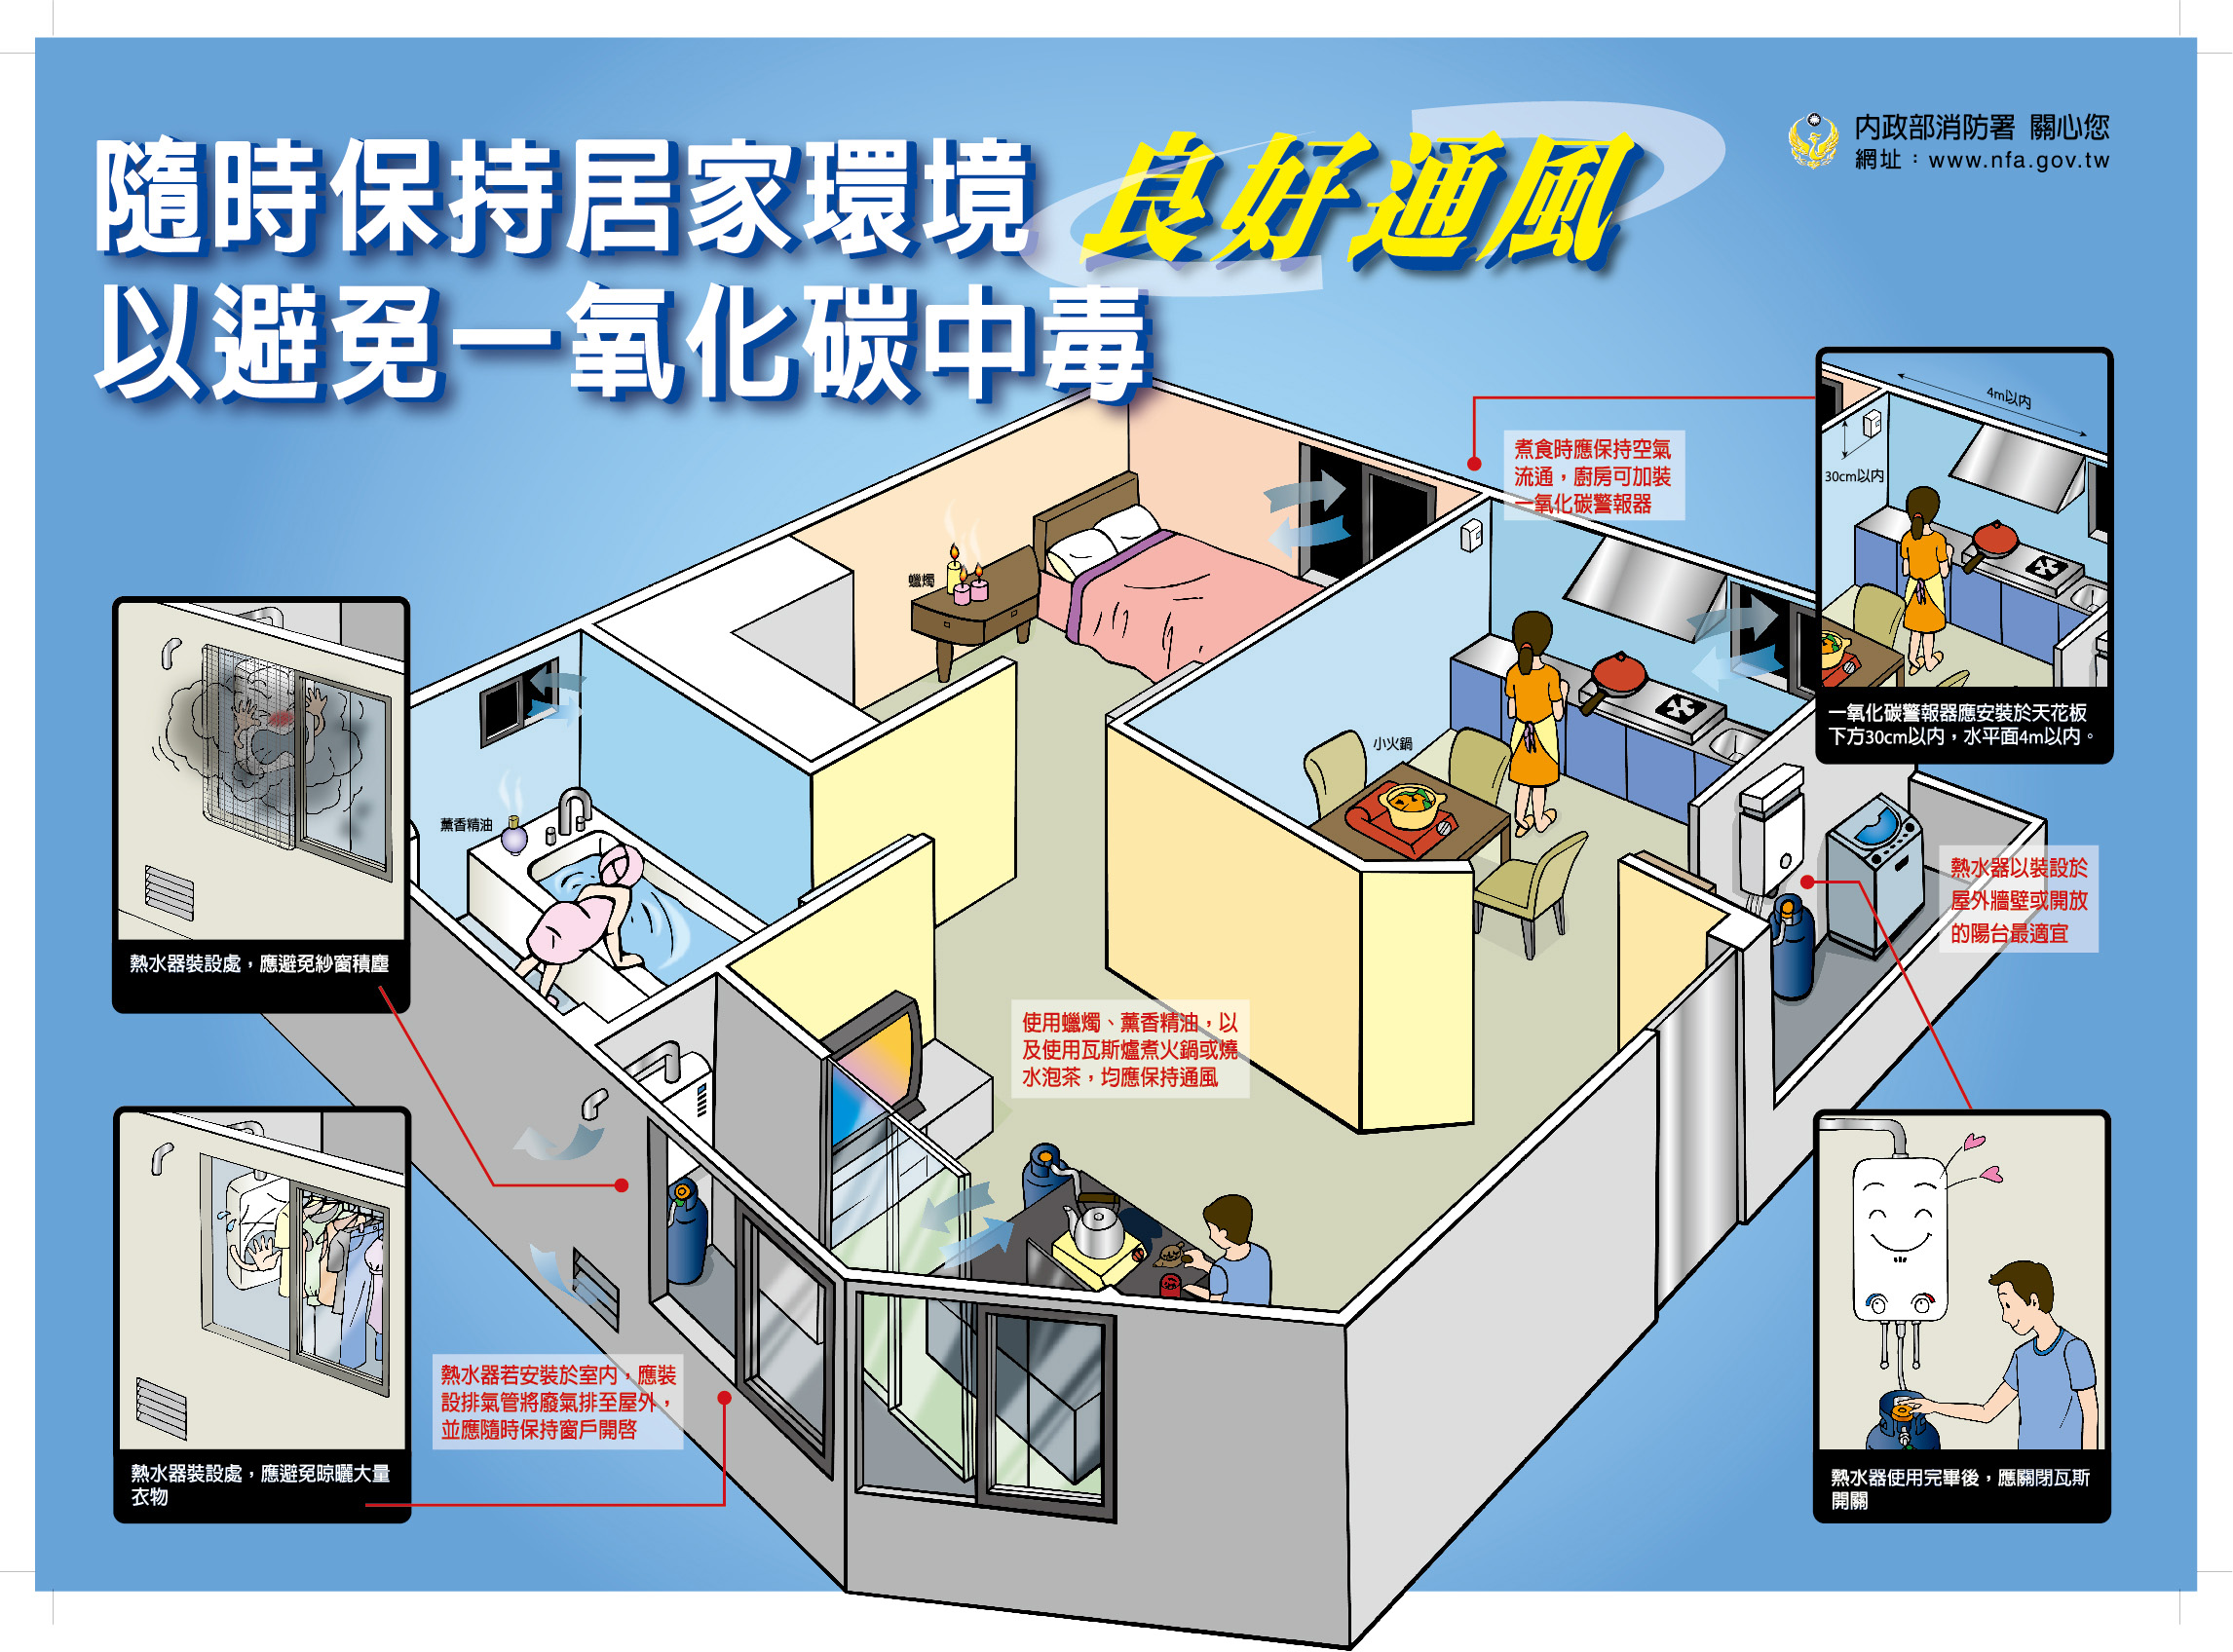 隨時保持居家環境 良好通風
以避免一氧化碳中毒
內政部消防署 關心您
網址：www.nfa.gov.tw
4m以內
30cm以內
一氧化碳警報器應安裝於天花板
下方30cm以內，水平面4m以內。
煮食時應保持空氣
流通，廚房可加裝
一氧化碳警報器
蠟燭
小火鍋
薰香精油
熱水器裝設處，應避免紗窗積塵
熱水器以裝設於
屋外牆壁或開放
的陽台最適宜
使用蠟燭、薰香精油，以
及使用瓦斯爐煮火鍋或燒
水泡茶，均應保持通風
熱水器若安裝於室內，應裝
設排氣管將廢氣排至屋外，
並應隨時保持窗戶開啓
熱水器裝設處，應避免晾曬大量
衣物
熱水器使用完畢後，應關閉瓦斯
開關